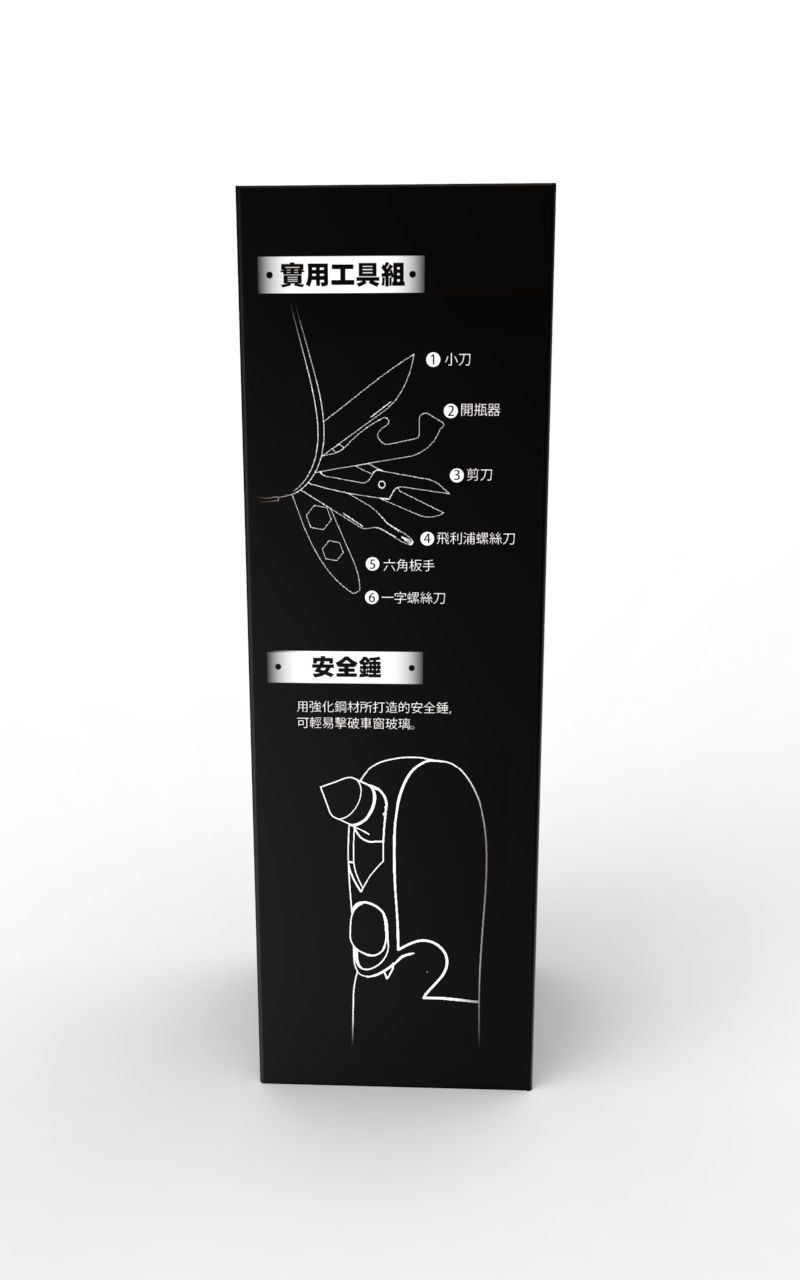 實用工具組
1 小刀
2 開瓶器
3 剪刀
4 飛利浦螺絲刀
5 六角板手
6 一字螺絲刀
安全錘
用強化鋼材所打造的安全錘,
可輕易擊破車窗玻璃。